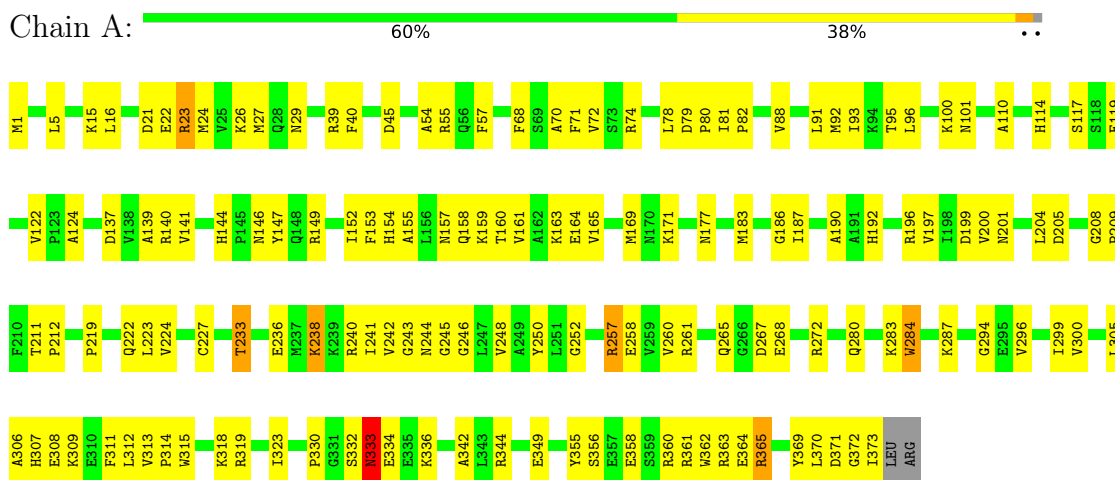 Chain A:
60% 38% • •
M1 L5 K15 L16 D21 E22 R23 M24 V25 K26 M27 Q28 N29 R39 F40 D45 A54 R55 Q56 F57 F68 S69 A70 F71 V72 S73 R74 L78 D79 P80 I81 P82 V88 L91 M92 I93 K94 T95 L96 K100 N101 A110 H114 S117 S118
V122 P123 A124 D137 V138 A139 R140 V141 H144 P145 N146 Y147 Q148 R149 I152 F153 H154 A155 L156 N157 Q158 K159 T160 V161 A162 K163 E164 V165 M169 N170 K171 N177 M183 G186 I187 A190 A191 H192 R196 V197 I198 D199 V200 N201 L204 D205 G208
F210 T211 P212 P219 Q222 L223 V224 C227 T233 E236 M237 K238 K239 R240 I241 V242 G243 N244 G245 G246 L247 V248 A249 Y250 L251 G252 R257 E258 V259 V260 R261 Q265 G266 D267 E268 R272 Q280 K283 W284 K287 G294 E295 V296 I299 V300
A306 H307 E308 K309 E310 F311 L312 V313 P314 W315 K318 R319 I323 P330 G331 S332 N333 E334 E335 K336 A342 L343 R344 E349 Y355 S356 E357 E358 S359 R360 R361 W362 R363 E364 R365 Y369 L370 D371 G372 I373 LEU ARG